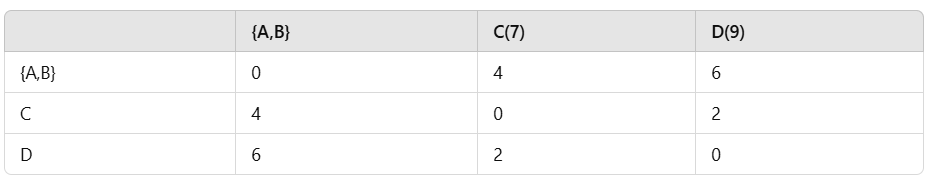 {A,B} C(7) D(9)
{A,B} 0 4 6
C 4 0 2
D 6 2 0